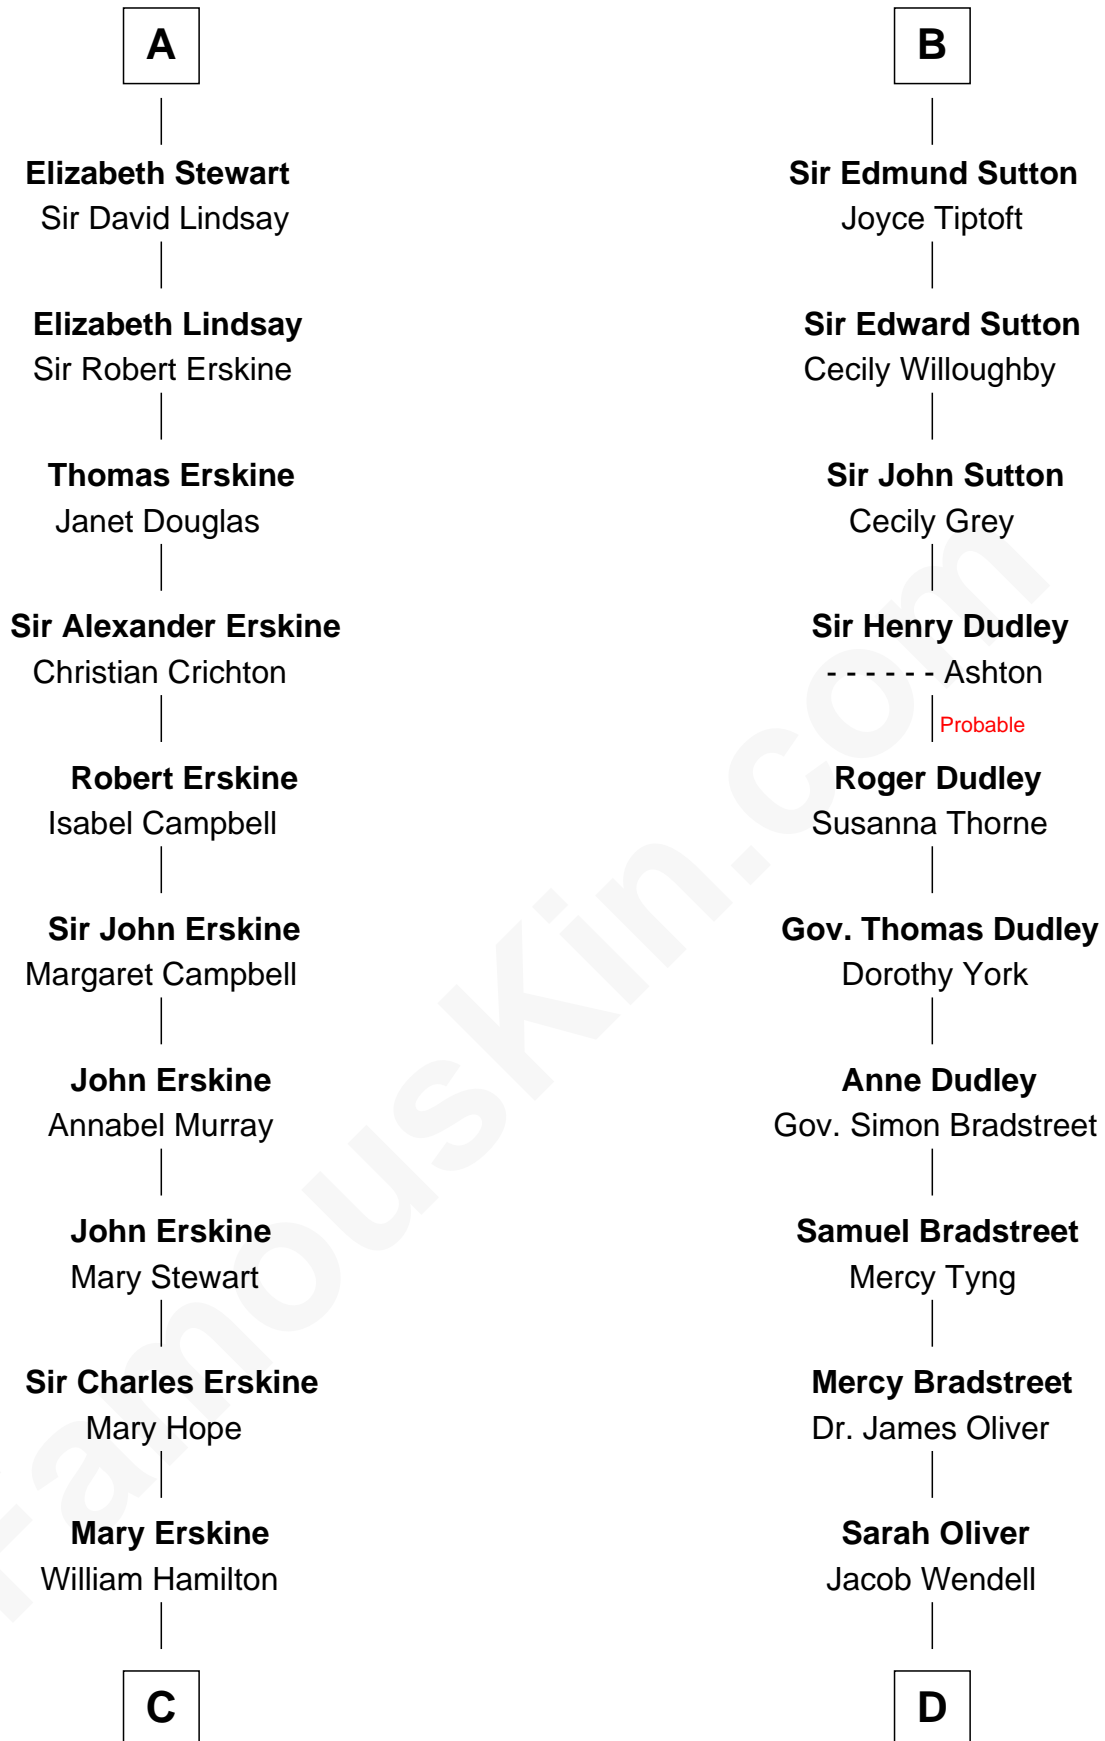 A
Elizabeth Stewart
Sir David Lindsay
Elizabeth Lindsay
Sir Robert Erskine
Thomas Erskine
Janet Douglas
Sir Alexander Erskine
Christian Crichton
Robert Erskine
Isabel Campbell
Sir John Erskine
Margaret Campbell
John Erskine
Annabel Murray
John Erskine
Mary Stewart
Sir Charles Erskine
Mary Hope
Mary Erskine
William Hamilton
C
B
Sir Edmund Sutton
Joyce Tiptoft
Sir Edward Sutton
Cecily Willoughby
Sir John Sutton
Cecily Grey
Sir Henry Dudley
- - - - - - Ashton
Probable
Roger Dudley
Susanna Thorne
Gov. Thomas Dudley
Dorothy York
Anne Dudley
Gov. Simon Bradstreet
Samuel Bradstreet
Mercy Tyng
Mercy Bradstreet
Dr. James Oliver
Sarah Oliver
Jacob Wendell
D
FamousKin.com